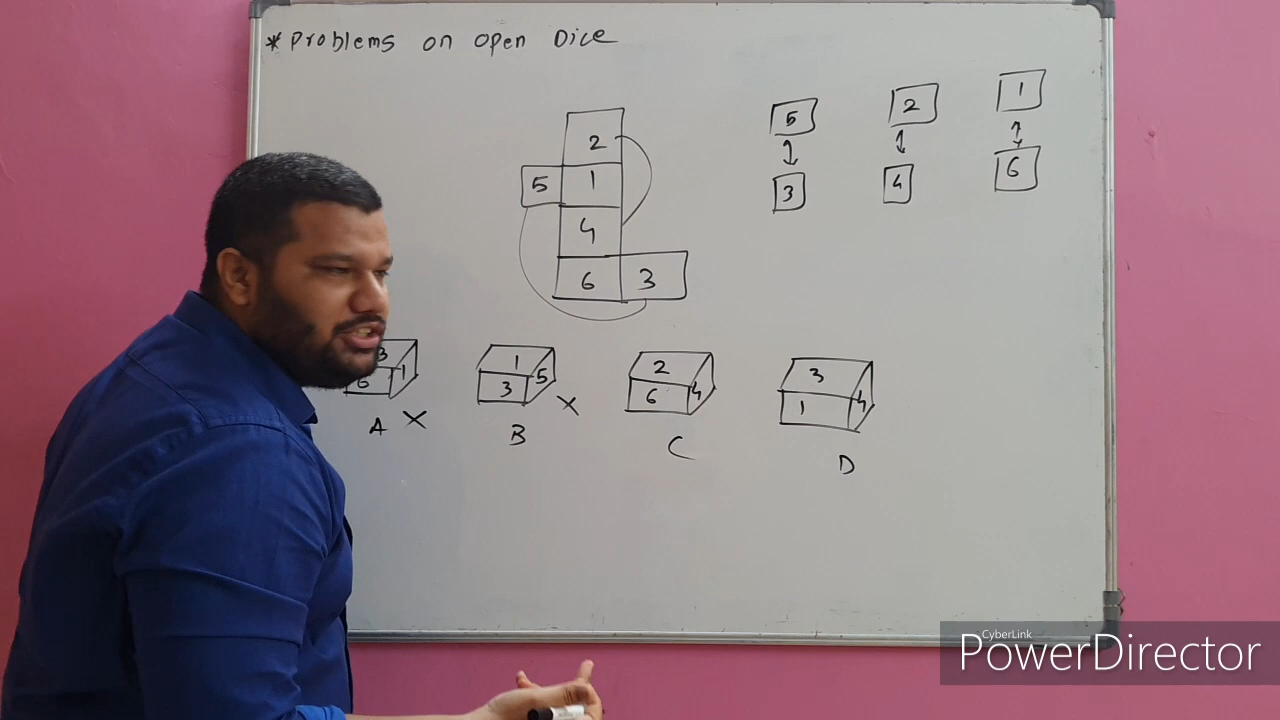 * Problems on open Dice
5 2 1
2
5 1
3 4 6
4
6 3
3 6 1
1 3 5
2 6 4
3 1 4
A × B × C D
CyberLink
PowerDirector